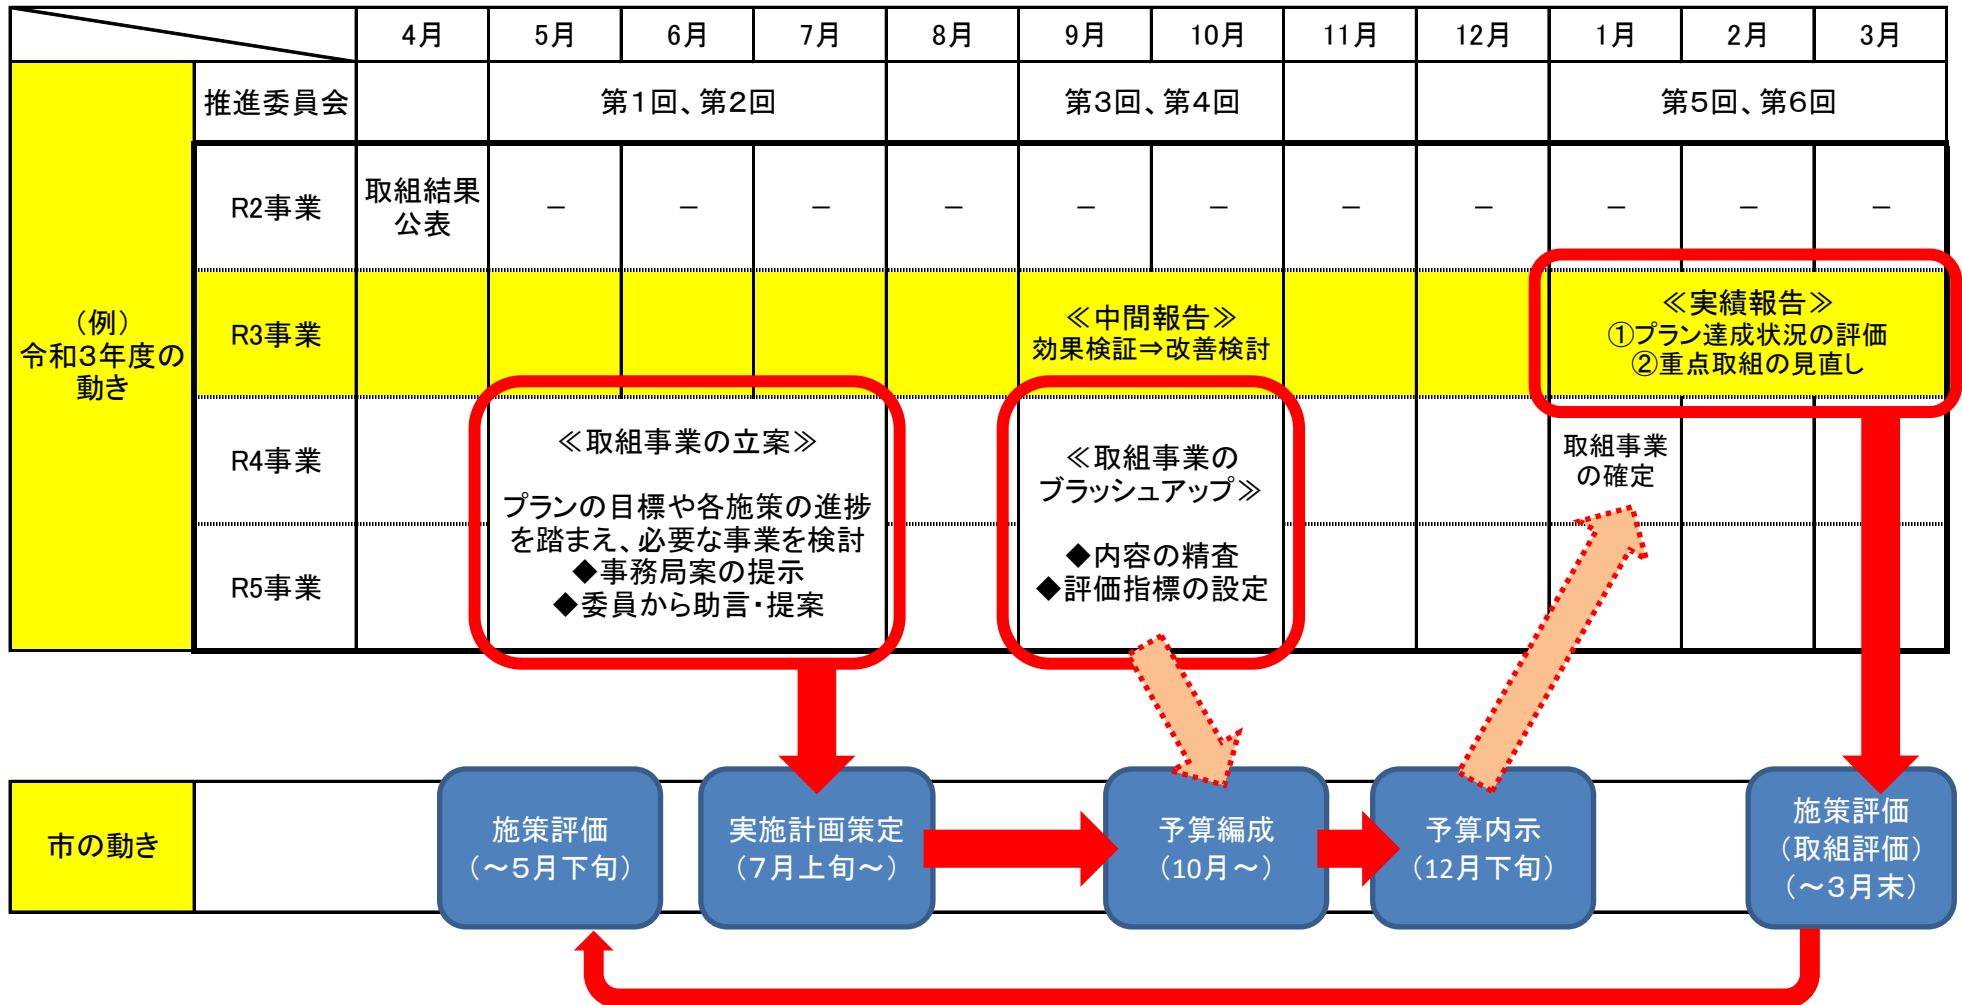 4月 5月 6月 7月 8月 9月 10月 11月 12月 1月 2月 3月
(例)
令和3年度の
動き
推進委員会 第1回、第2回 第3回、第4回 第5回、第6回
R2事業
取組結果
公表
－ － － － － － － － － － －
R3事業
≪中間報告≫
効果検証⇒改善検討
≪実績報告≫
①プラン達成状況の評価
②重点取組の見直し
R4事業
R5事業
≪取組事業の立案≫
プランの目標や各施策の進捗
を踏まえ、必要な事業を検討
◆事務局案の提示
◆委員から助言・提案
≪取組事業の
ブラッシュアップ≫
◆内容の精査
◆評価指標の設定
取組事業
の確定
市の動き
施策評価
(～5月下旬)
実施計画策定
(7月上旬～)
予算編成
(10月～)
予算内示
(12月下旬)
施策評価
(取組評価)
(～3月末)